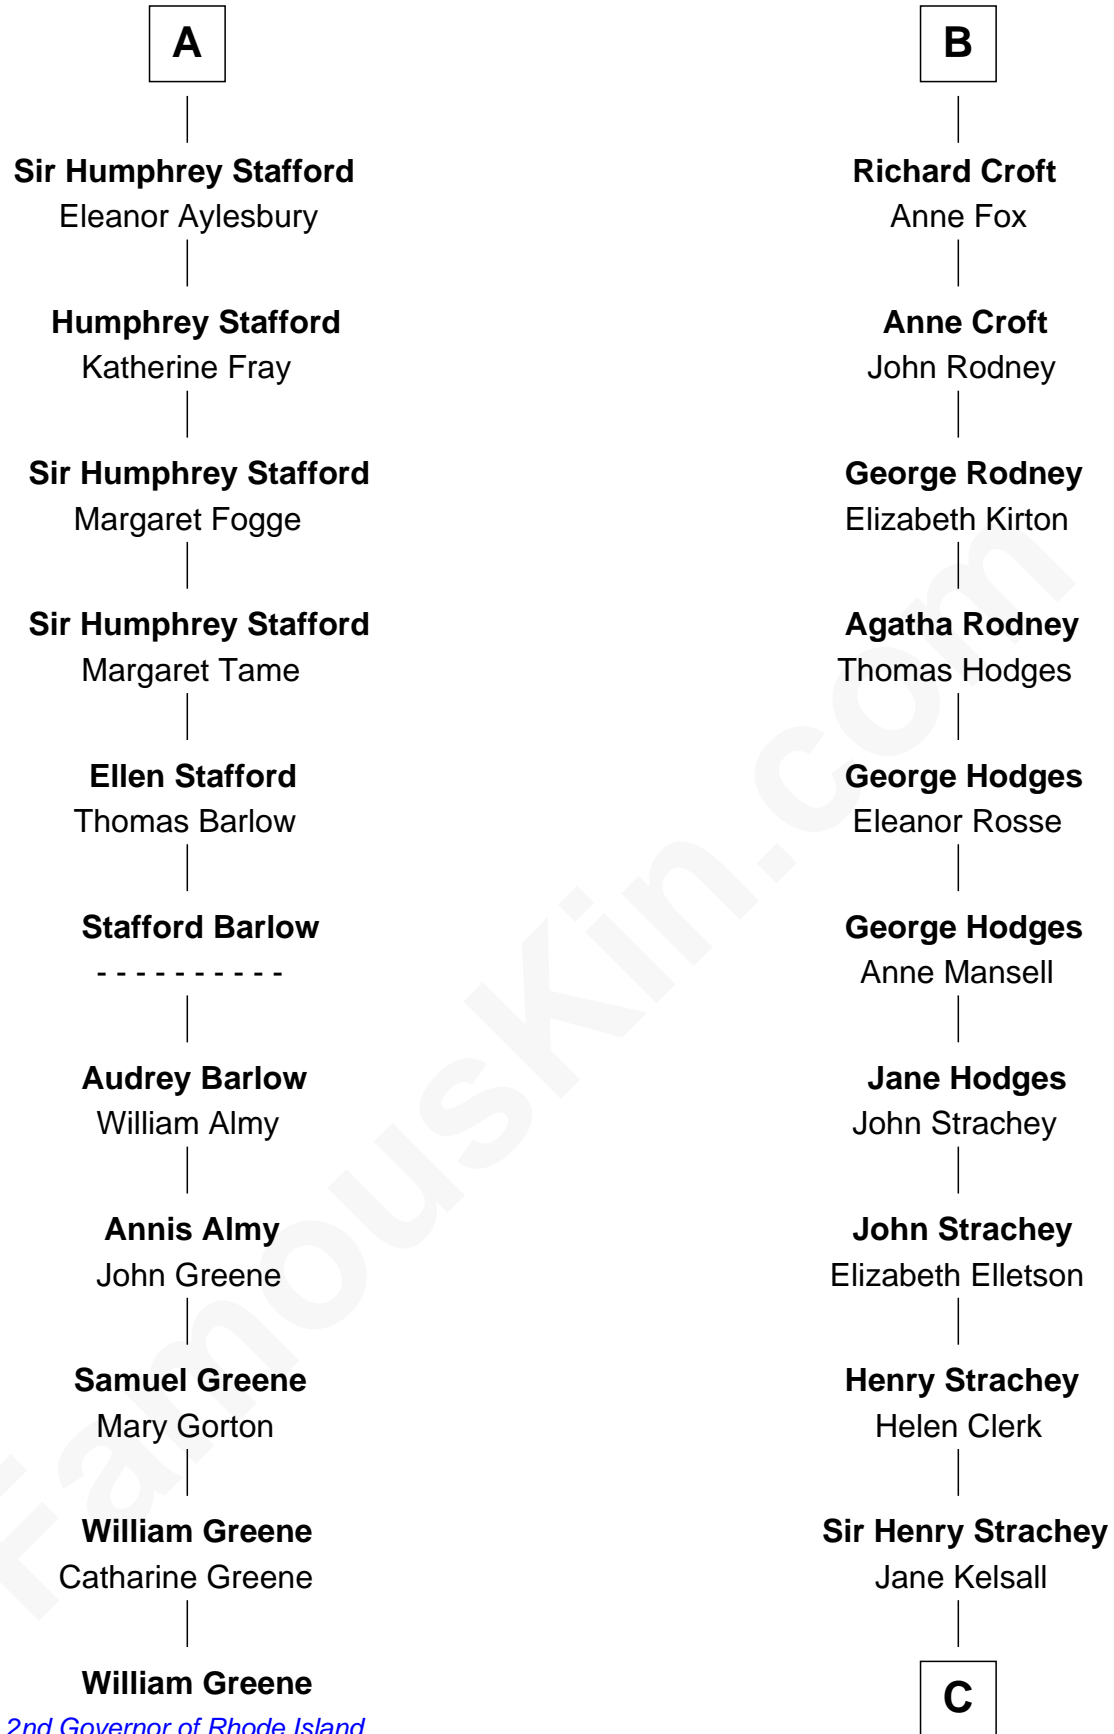 A
Sir Humphrey Stafford
Eleanor Aylesbury
Humphrey Stafford
Katherine Fray
Sir Humphrey Stafford
Margaret Fogge
Sir Humphrey Stafford
Margaret Tame
Ellen Stafford
Thomas Barlow
Stafford Barlow
- - - - - - - - - -
Audrey Barlow
William Almy
Annis Almy
John Greene
Samuel Greene
Mary Gorton
William Greene
Catharine Greene
William Greene
2nd Governor of Rhode Island
B
Richard Croft
Anne Fox
Anne Croft
John Rodney
George Rodney
Elizabeth Kirton
Agatha Rodney
Thomas Hodges
George Hodges
Eleanor Rosse
George Hodges
Anne Mansell
Jane Hodges
John Strachey
John Strachey
Elizabeth Elletson
Henry Strachey
Helen Clerk
Sir Henry Strachey
Jane Kelsall
C
FamousKin.com